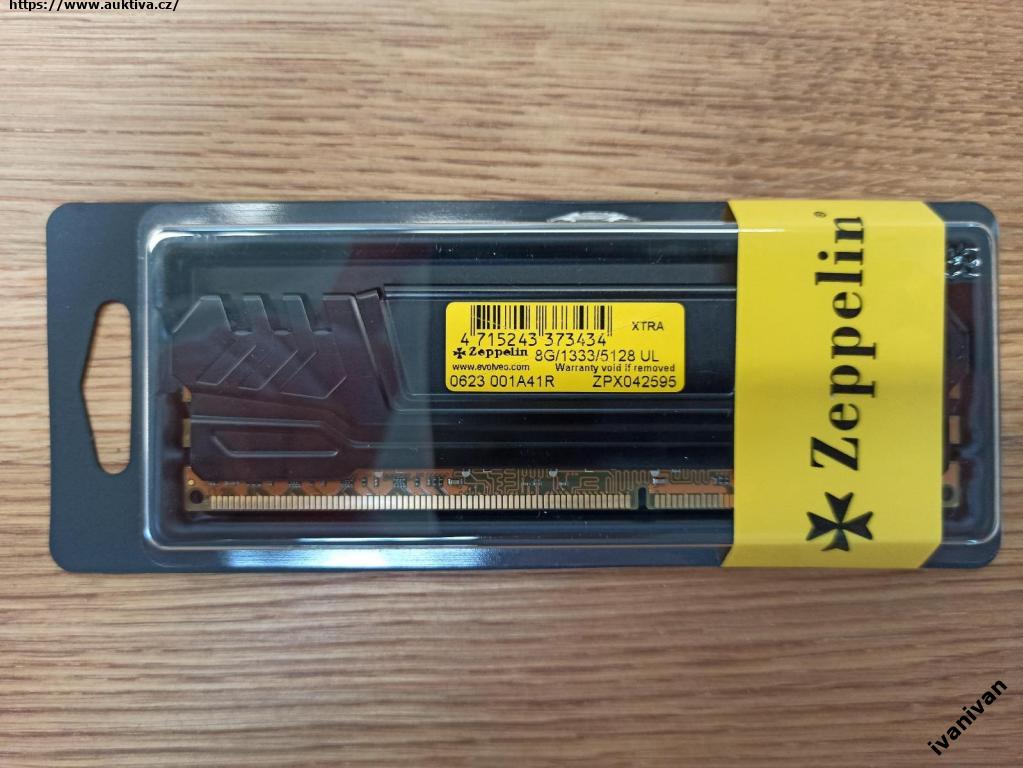 https://www.auktiva.cz/
XTRA
4 715243 373434
Zeppelin 8G/1333/5128 UL
www.evolveo.com Warranty void if removed
0623 001A41R ZPX042595
Zeppelin®
ivanivan